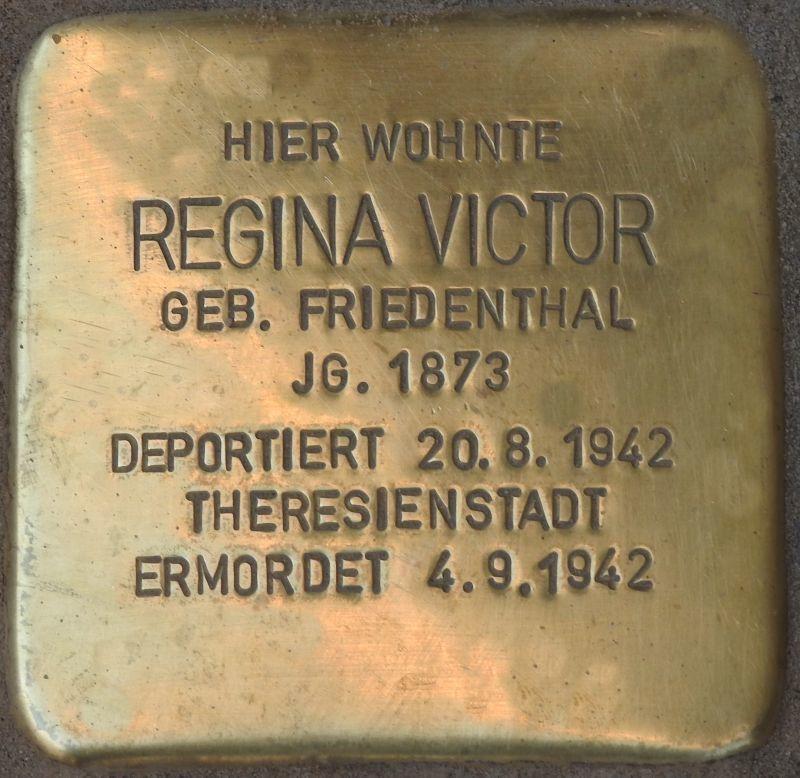 HIER WOHNTE
REGINA VICTOR
GEB. FRIEDENTHAL
JG. 1873
DEPORTIERT 20.8.1942
THERESIENSTADT
ERMORDET 4.9.1942